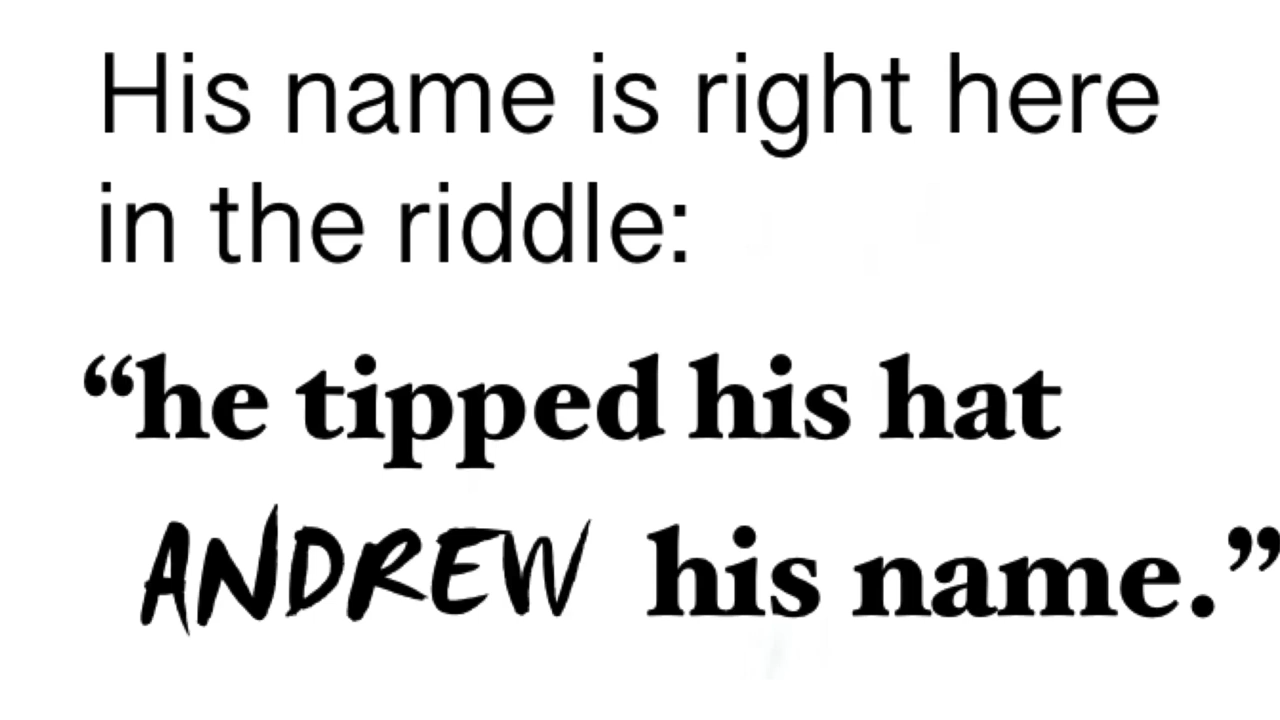 His name is right here
in the riddle:
“he tipped his hat
ANDREW his name.”